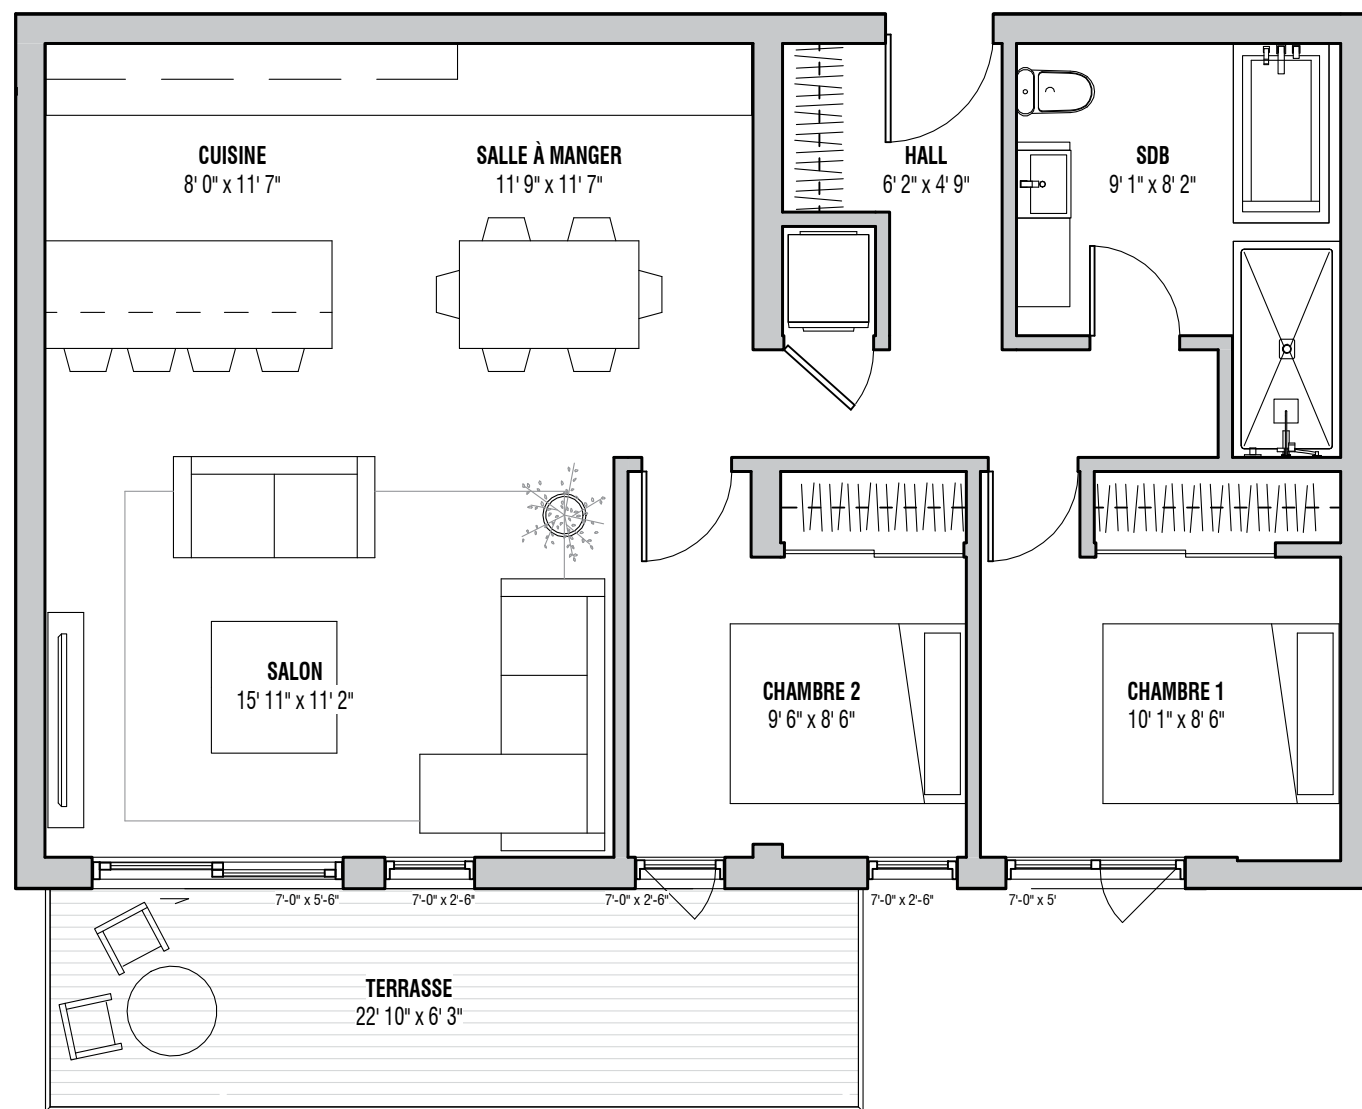 CUISINE
8' 0" x 11' 7"
SALLE À MANGER
11' 9" x 11' 7"
HALL
6' 2" x 4' 9"
SDB
9' 1" x 8' 2"
SALON
15' 11" x 11' 2"
CHAMBRE 2
9' 6" x 8' 6"
CHAMBRE 1
10' 1" x 8' 6"
7'-0" x 5'-6"
7'-0" x 2'-6"
7'-0" x 2'-6"
7'-0" x 2'-6"
7'-0" x 5'
TERRASSE
22' 10" x 6' 3"